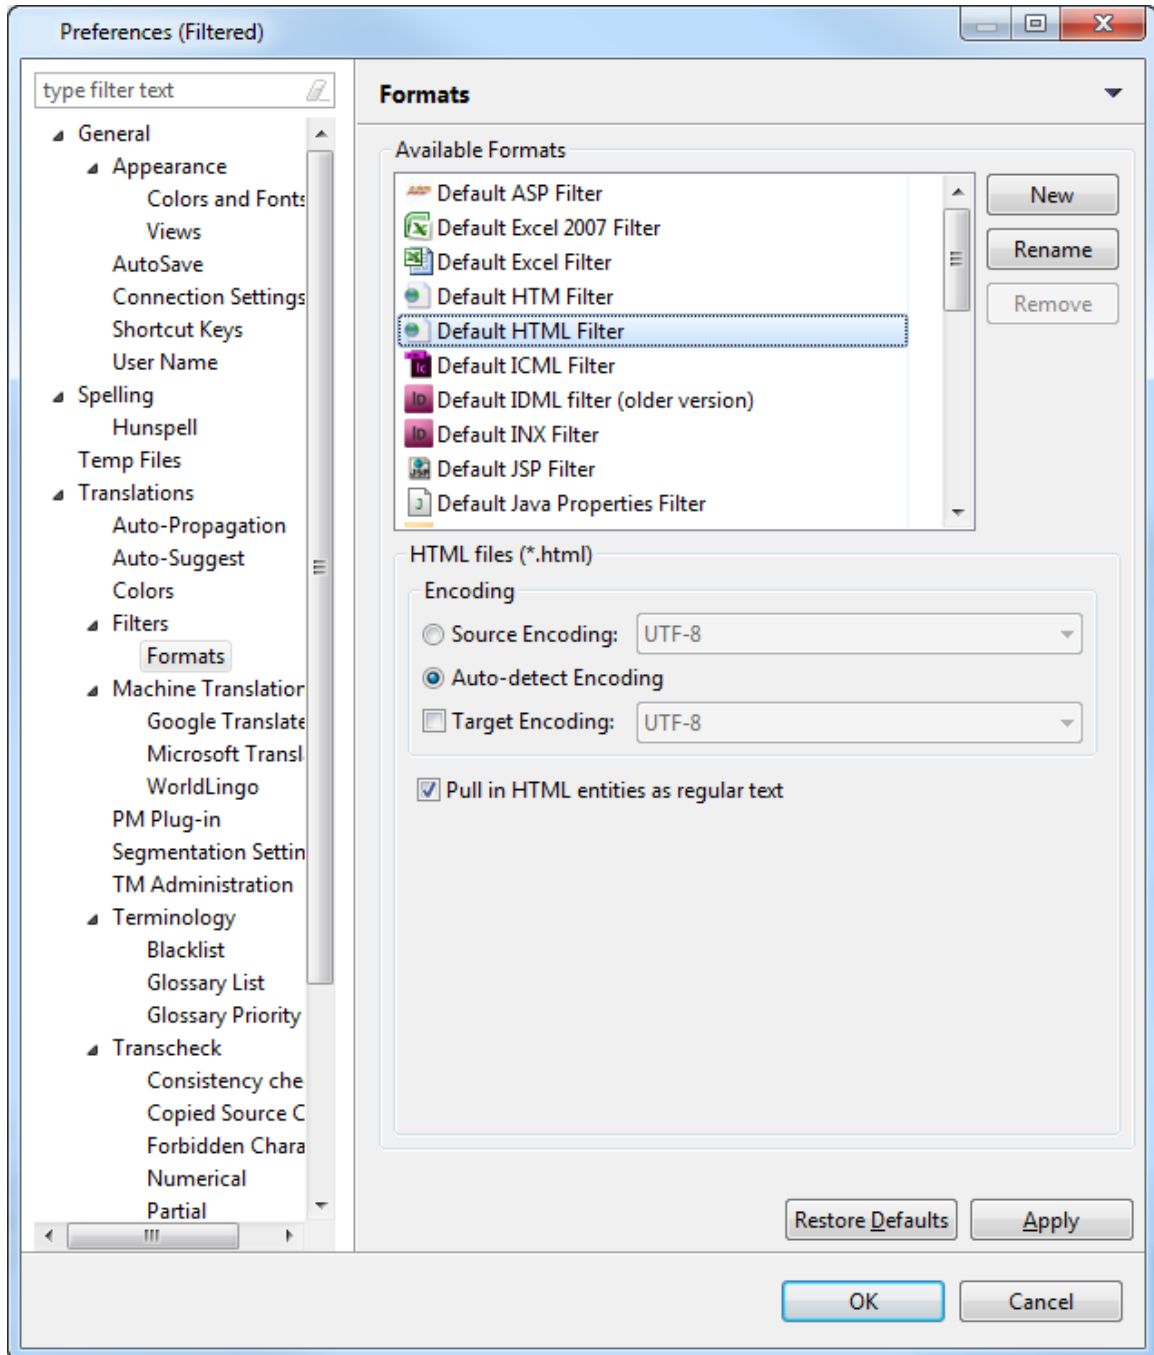 Preferences (Filtered)
type filter text
General
Appearance
Colors and Fonts
Views
AutoSave
Connection Settings
Shortcut Keys
User Name
Spelling
Hunspell
Temp Files
Translations
Auto-Propagation
Auto-Suggest
Colors
Filters
Formats
Machine Translation
Google Translate
Microsoft Transl
WorldLingo
PM Plug-in
Segmentation Settin
TM Administration
Terminology
Blacklist
Glossary List
Glossary Priority
Transcheck
Consistency che
Copied Source C
Forbidden Chara
Numerical
Partial
Formats
Available Formats
Default ASP Filter
Default Excel 2007 Filter
Default Excel Filter
Default HTM Filter
Default HTML Filter
Default ICML Filter
Default IDML filter (older version)
Default INX Filter
Default JSP Filter
Default Java Properties Filter
New
Rename
Remove
HTML files (*.html)
Encoding
Source Encoding: UTF-8
Auto-detect Encoding
Target Encoding: UTF-8
Pull in HTML entities as regular text
Restore Defaults
Apply
OK
Cancel